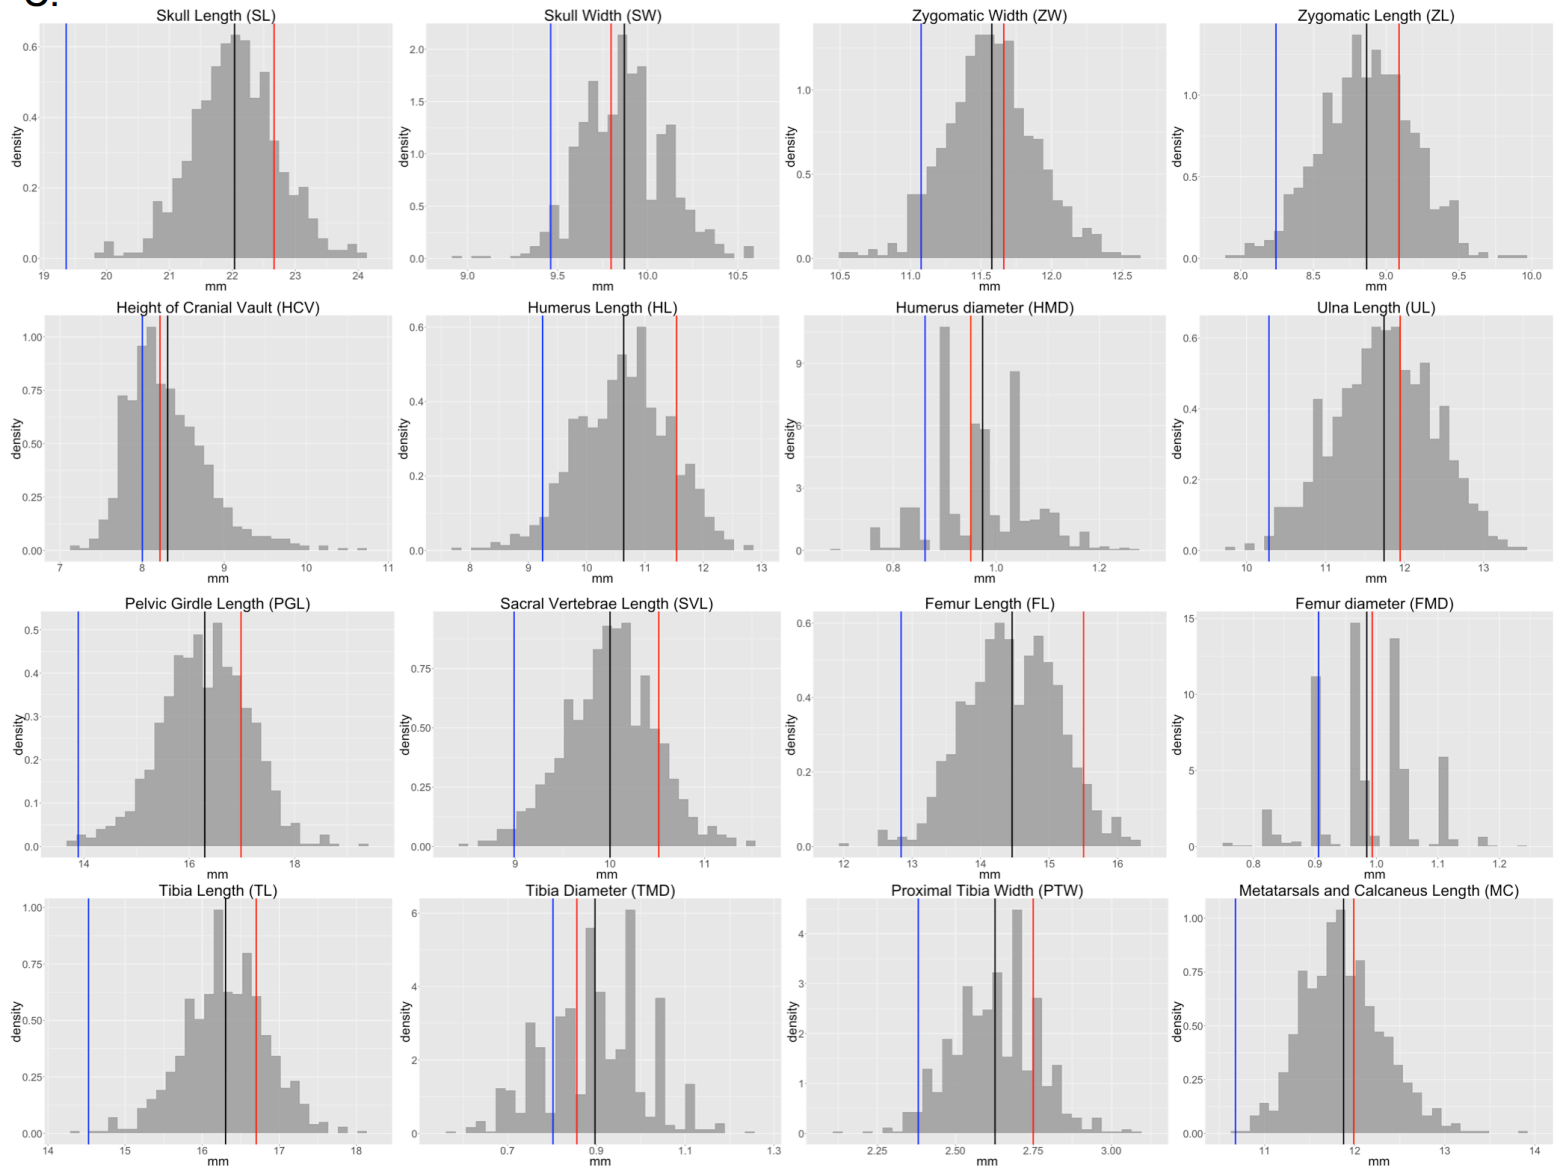 Skull Length (SL)
density
0.6
0.4
0.2
0.0
19 20 21 22 23 24
mm
Skull Width (SW)
density
2.0
1.5
1.0
0.5
0.0
9.0 9.5 10.0 10.5
mm
Zygomatic Width (ZW)
density
1.0
0.5
0.0
10.5 11.0 11.5 12.0 12.5
mm
Zygomatic Length (ZL)
density
1.0
0.5
0.0
8.0 8.5 9.0 9.5 10.0
mm
Height of Cranial Vault (HCV)
density
1.00
0.75
0.50
0.25
0.00
7 8 9 10 11
mm
Humerus Length (HL)
density
0.6
0.4
0.2
0.0
8 9 10 11 12 13
mm
Humerus diameter (HMD)
density
9
6
3
0
0.8 1.0 1.2
mm
Ulna Length (UL)
density
0.6
0.4
0.2
0.0
10 11 12 13
mm
Pelvic Girdle Length (PGL)
density
0.5
0.4
0.3
0.2
0.1
0.0
14 16 18
mm
Sacral Vertebrae Length (SVL)
density
0.75
0.50
0.25
0.00
9 10 11
mm
Femur Length (FL)
density
0.6
0.4
0.2
0.0
12 13 14 15 16
mm
Femur diameter (FMD)
density
15
10
5
0
0.8 0.9 1.0 1.1 1.2
mm
Tibia Length (TL)
density
1.00
0.75
0.50
0.25
0.00
14 15 16 17 18
mm
Tibia Diameter (TMD)
density
6
4
2
0
0.7 0.9 1.1 1.3
mm
Proximal Tibia Width (PTW)
density
4
3
2
1
0
2.25 2.50 2.75 3.00
mm
Metatarsals and Calcaneus Length (MC)
density
1.00
0.75
0.50
0.25
0.00
11 12 13 14
mm